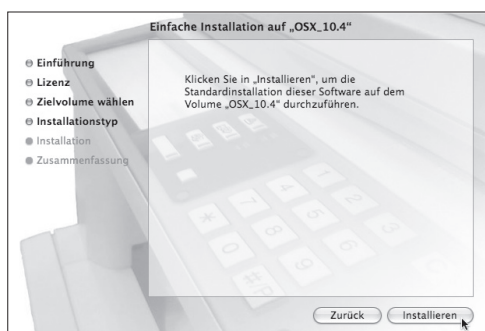 Einfache Installation auf „OSX_10.4“
Einführung
Lizenz
Zielvolume wählen
Installationstyp
Installation
Zusammenfassung
Klicken Sie in „Installieren“, um die
Standardinstallation dieser Software auf dem
Volume „OSX_10.4“ durchzuführen.
Zurück
Installieren